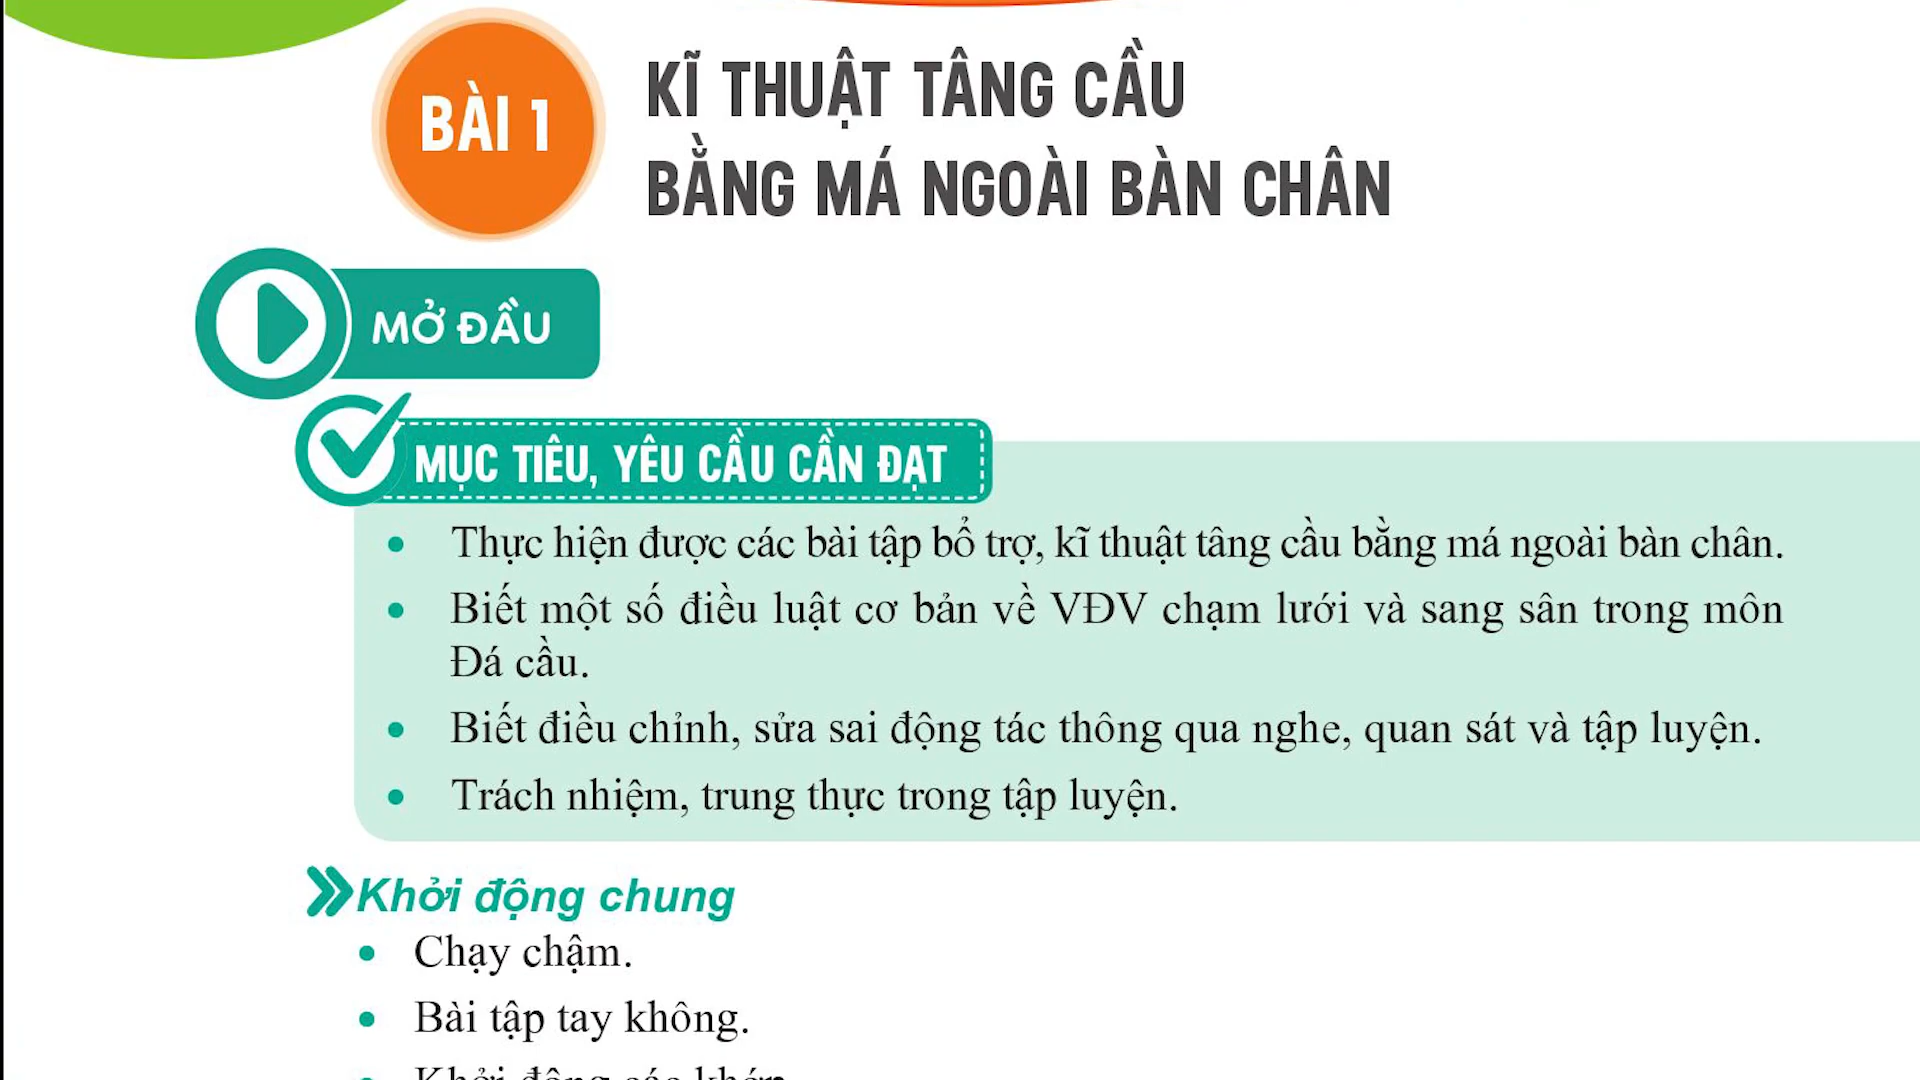 BÀI 1
KĨ THUẬT TÂNG CẦU
BẰNG MÁ NGOÀI BÀN CHÂN
MỞ ĐẦU
MỤC TIÊU, YÊU CẦU CẦN ĐẠT
• Thực hiện được các bài tập bổ trợ, kĩ thuật tâng cầu bằng má ngoài bàn chân.
• Biết một số điều luật cơ bản về VĐV chạm lưới và sang sân trong môn
Đá cầu.
• Biết điều chỉnh, sửa sai động tác thông qua nghe, quan sát và tập luyện.
• Trách nhiệm, trung thực trong tập luyện.
Khởi động chung
• Chạy chậm.
• Bài tập tay không.
• Khởi động các khớp